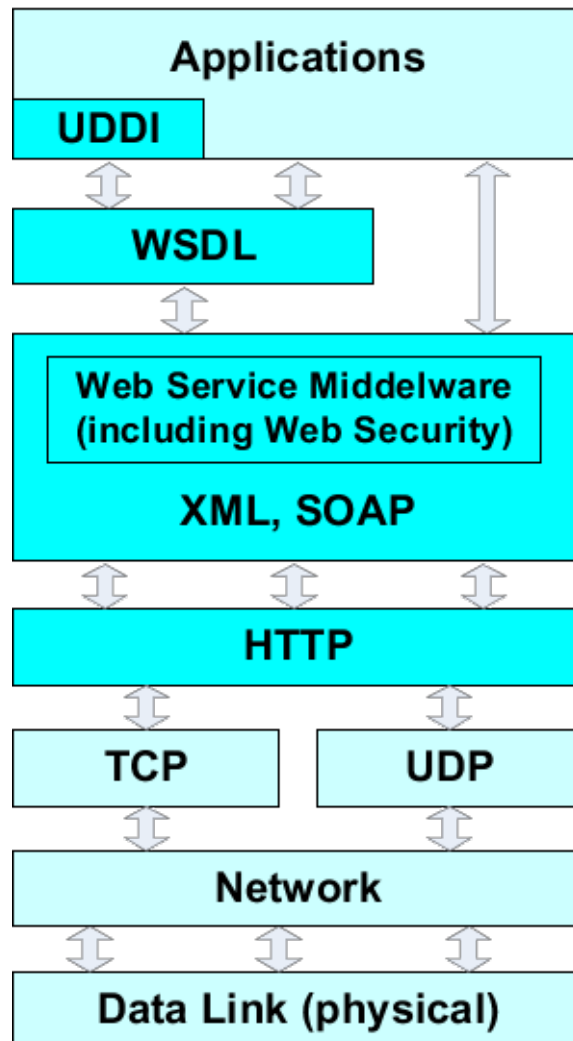 Applications
UDDI
WSDL
Web Service Middelware
(including Web Security)
XML, SOAP
HTTP
TCP
UDP
Network
Data Link (physical)